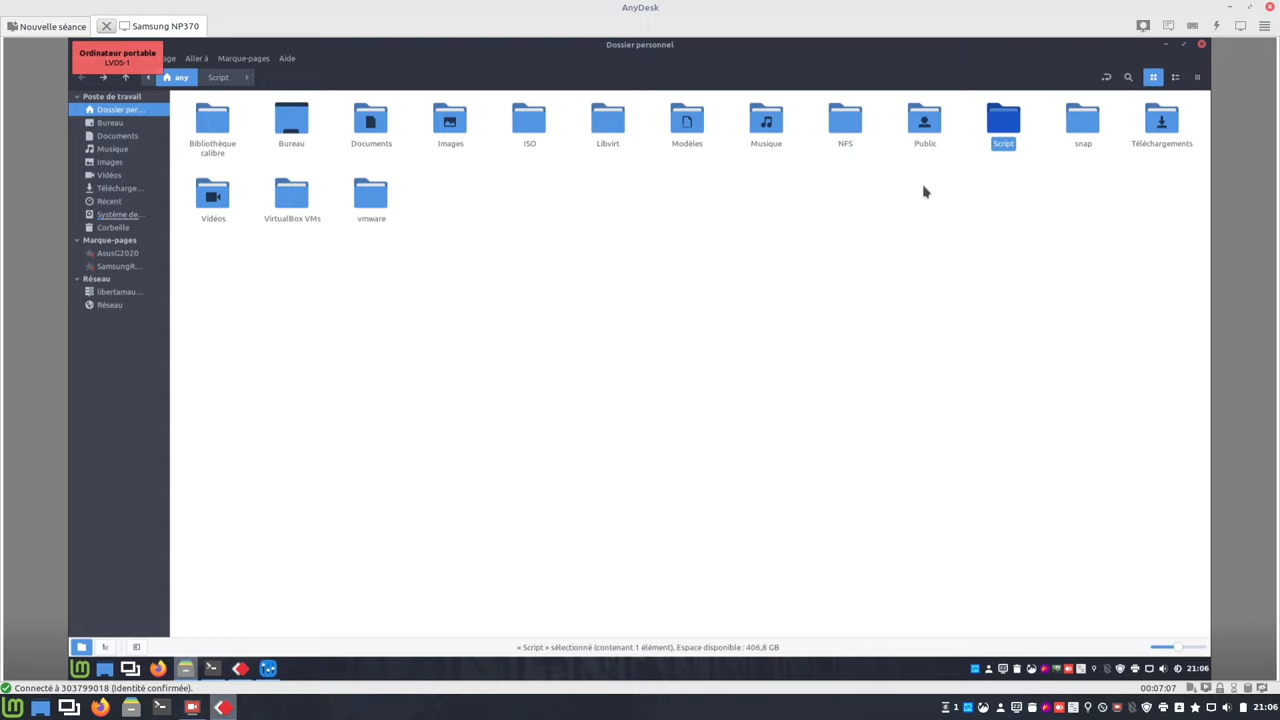 AnyDesk
Nouvelle séance
Samsung NP370
Dossier personnel
Ordinateur portable
LVDS-1
age Aller à Marque-pages Aide
any Script
Poste de travail
Dossier per...
Bureau
Documents
Musique
Images
Vidéos
Télécharge...
Récent
Système de...
Corbeille
Marque-pages
AsusG2020
SamsungR...
Réseau
libertamau...
Réseau
Bibliothèque
calibre
Bureau
Documents
Images
ISO
Libvirt
Modèles
Musique
NFS
Public
Script
snap
Téléchargements
Vidéos
VirtualBox VMs
vmware
« Script » sélectionné (contenant 1 élément), Espace disponible : 406,8 GB
21:06
Connecté à 303799018 (Identité confirmée).
00:07:07
1
21:06